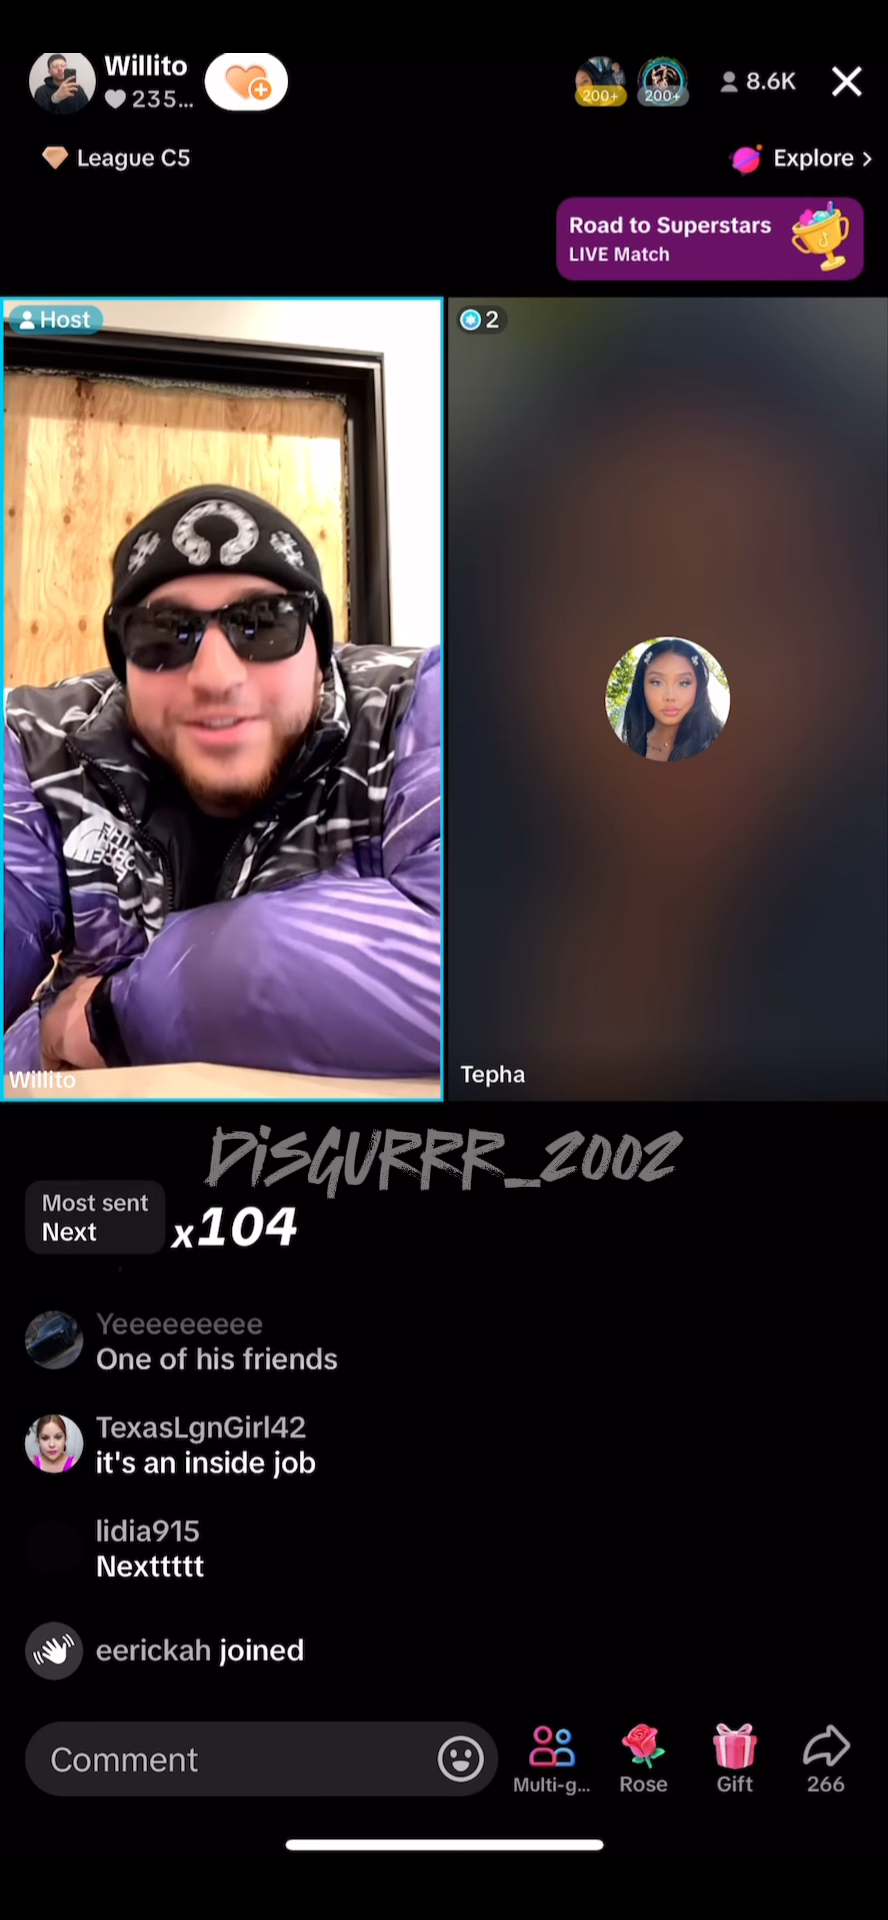 Willito
235...
200+
200+
8.6K
League C5
Explore >
Road to Superstars
LIVE Match
Host
2
Willito
Tepha
DISGURRR_2002
Most sent
Next
x104
Yeeeeeeeee
One of his friends
TexasLgnGirl42
it's an inside job
lidia915
Nexttttt
eerickah joined
Comment
Multi-g...
Rose
Gift
266